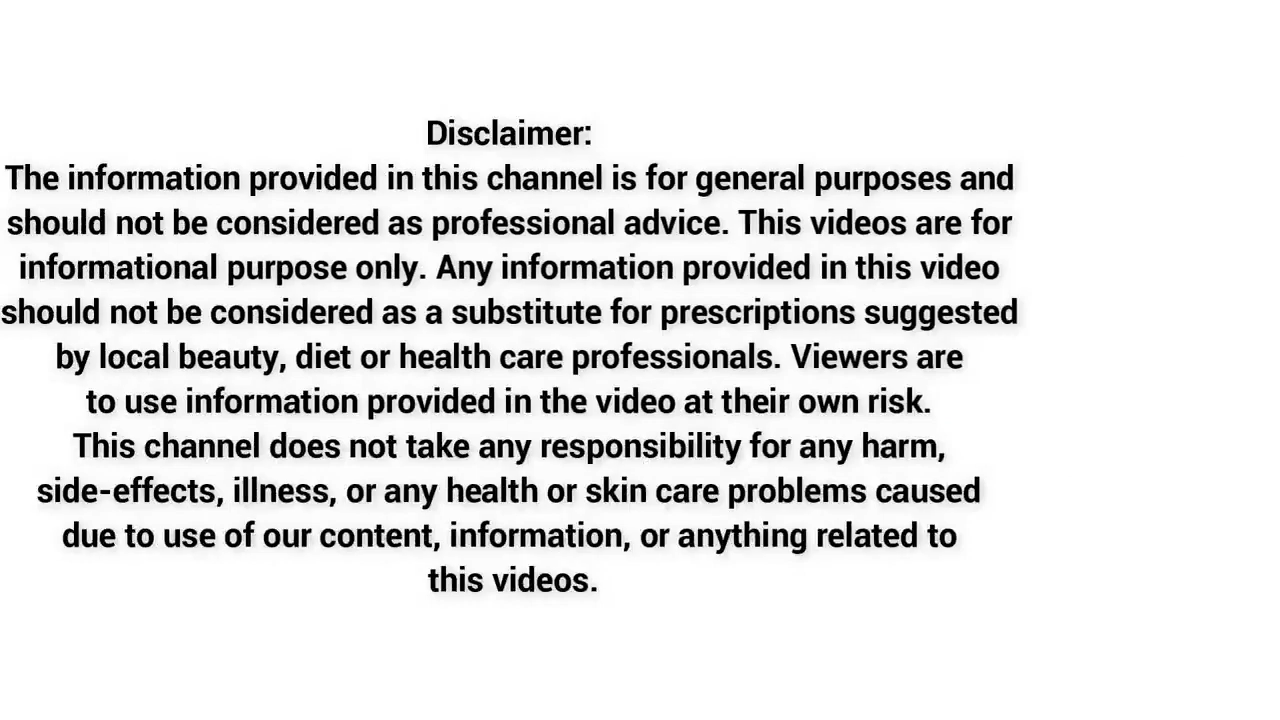 Disclaimer:
The information provided in this channel is for general purposes and
should not be considered as professional advice. This videos are for
informational purpose only. Any information provided in this video
should not be considered as a substitute for prescriptions suggested
by local beauty, diet or health care professionals. Viewers are
to use information provided in the video at their own risk.
This channel does not take any responsibility for any harm,
side-effects, illness, or any health or skin care problems caused
due to use of our content, information, or anything related to
this videos.